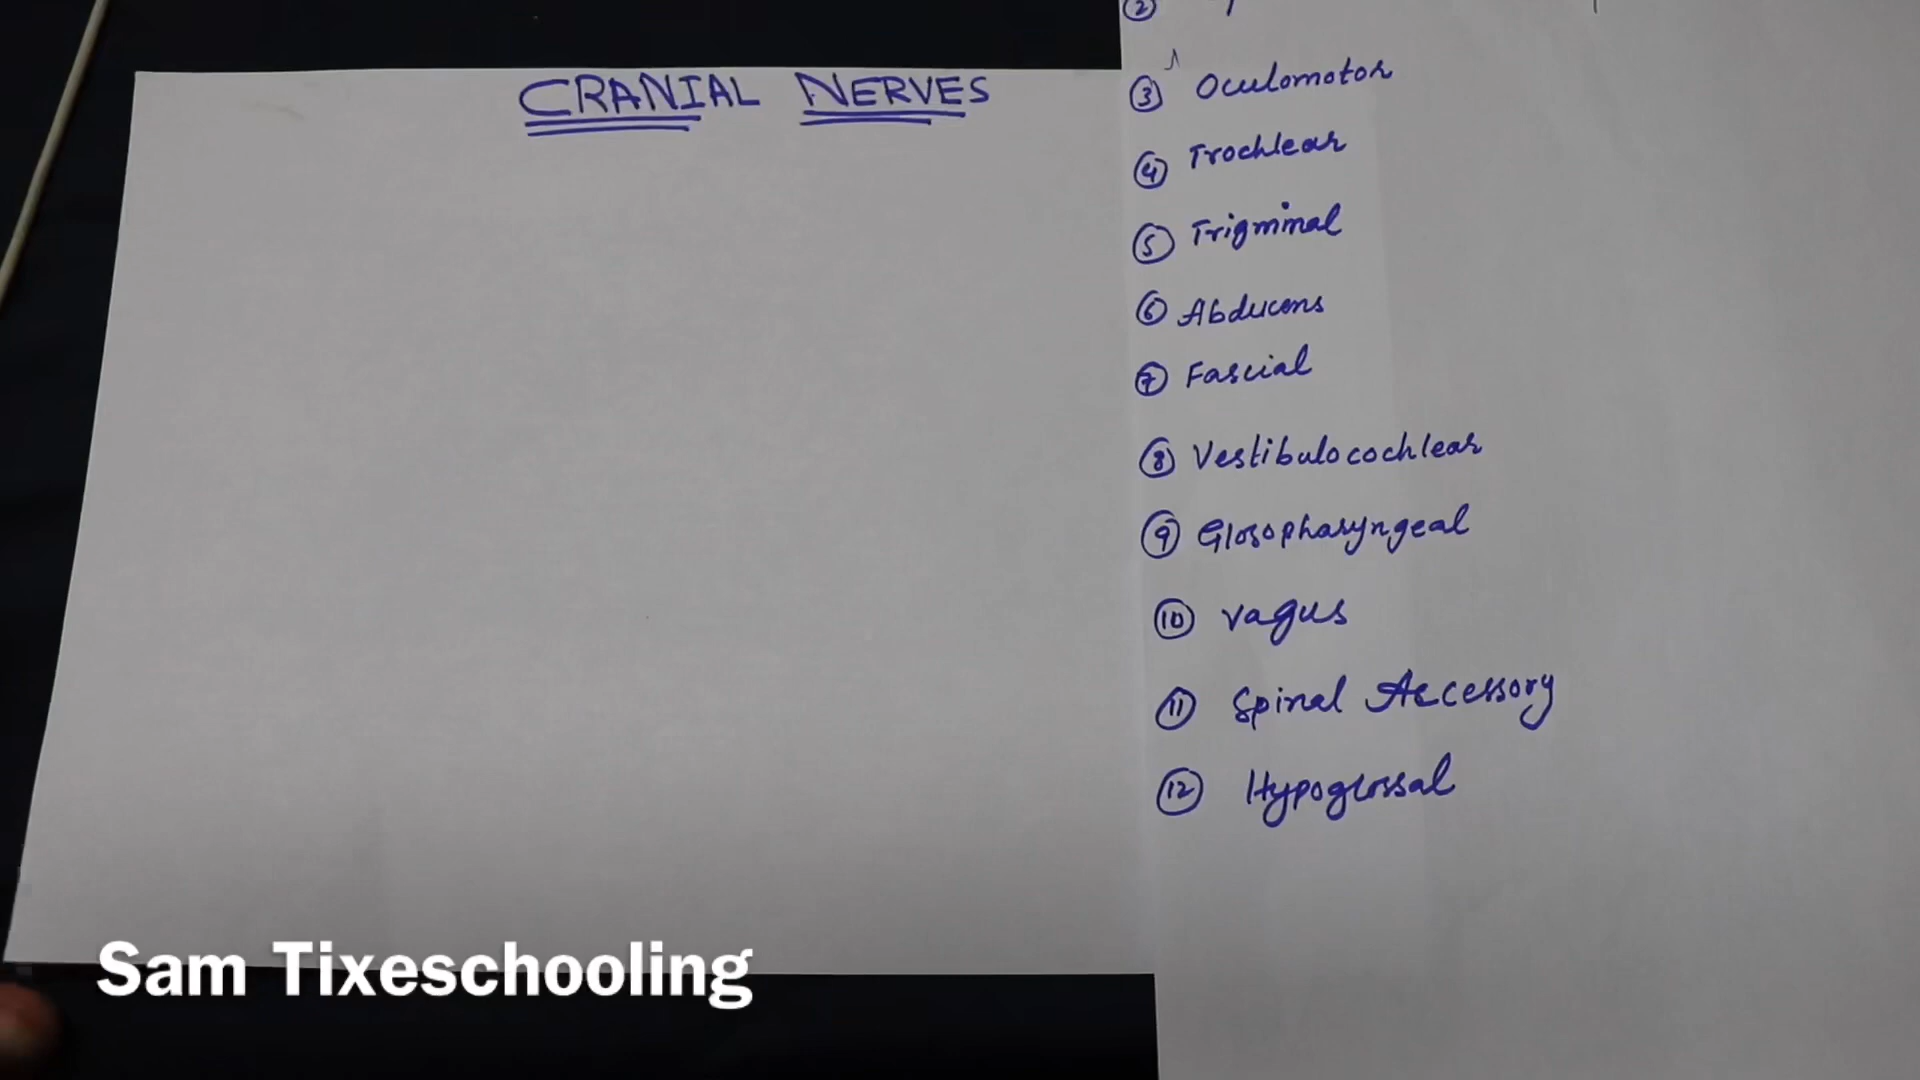 CRANIAL NERVES
2
3 Oculomotor
4 Trochlear
5 Trigminal
6 Abducens
7 Fascial
8 Vestibulocochlear
9 Glosopharyngeal
10 Vagus
11 Spinal Accessory
12 Hypoglossal
Sam Tixeschooling